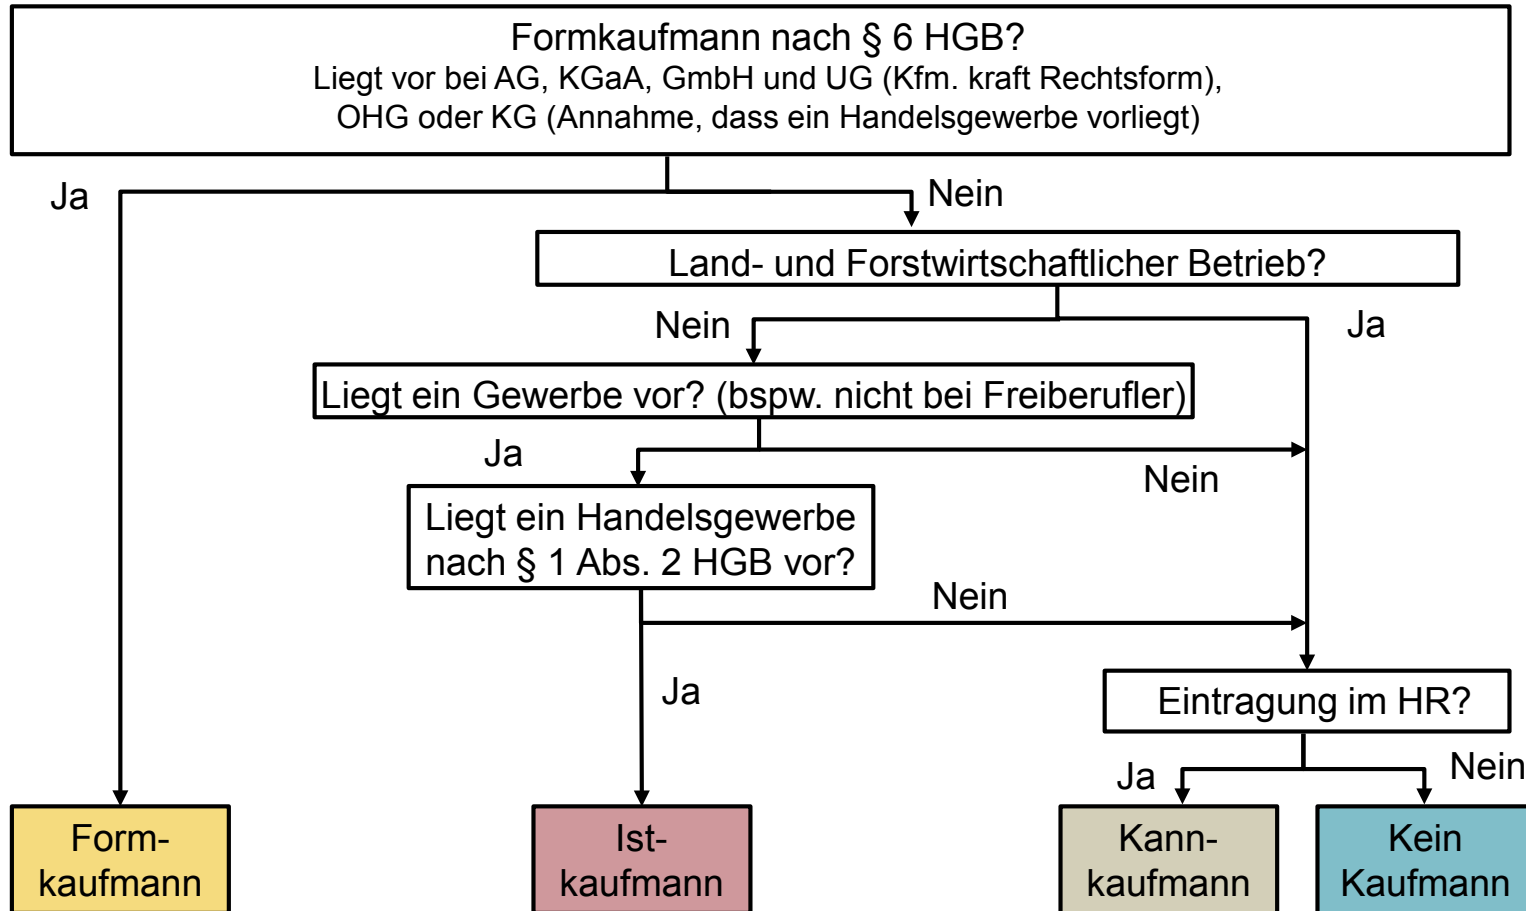 Formkaufmann nach § 6 HGB?
Liegt vor bei AG, KGaA, GmbH und UG (Kfm. kraft Rechtsform),
OHG oder KG (Annahme, dass ein Handelsgewerbe vorliegt)
Ja
Nein
Land- und Forstwirtschaftlicher Betrieb?
Nein
Ja
Liegt ein Gewerbe vor? (bspw. nicht bei Freiberufler)
Ja
Nein
Liegt ein Handelsgewerbe
nach § 1 Abs. 2 HGB vor?
Nein
Ja
Eintragung im HR?
Ja
Nein
Form-
kaufmann
Ist-
kaufmann
Kann-
kaufmann
Kein
Kaufmann